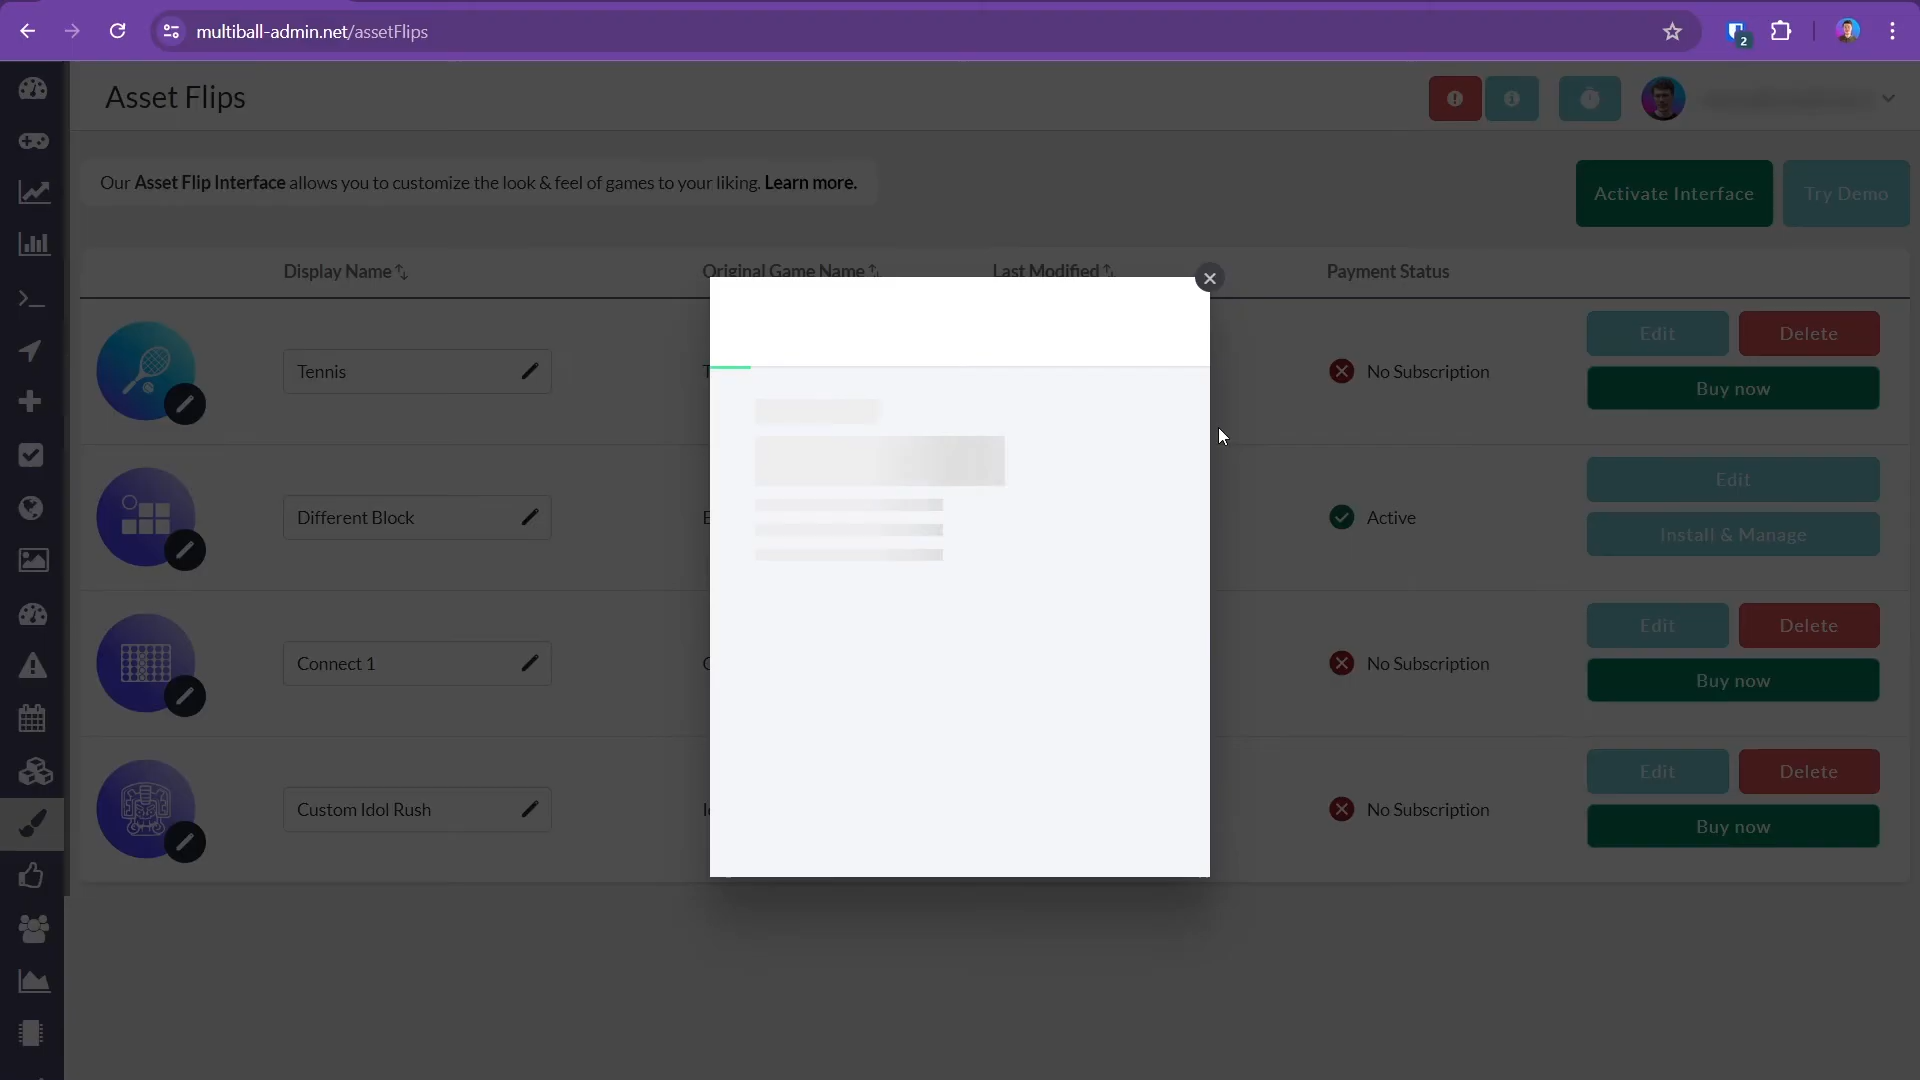 multiball-admin.net/assetFlips
2
Asset Flips
Our Asset Flip Interface allows you to customize the look & feel of games to your liking. Learn more.
Activate Interface
Try Demo
Display Name
Original Game Name
Last Modified
Payment Status
Tennis
No Subscription
Edit
Delete
Buy now
Different Block
Active
Edit
Install & Manage
Connect 1
No Subscription
Edit
Delete
Buy now
Custom Idol Rush
No Subscription
Edit
Delete
Buy now